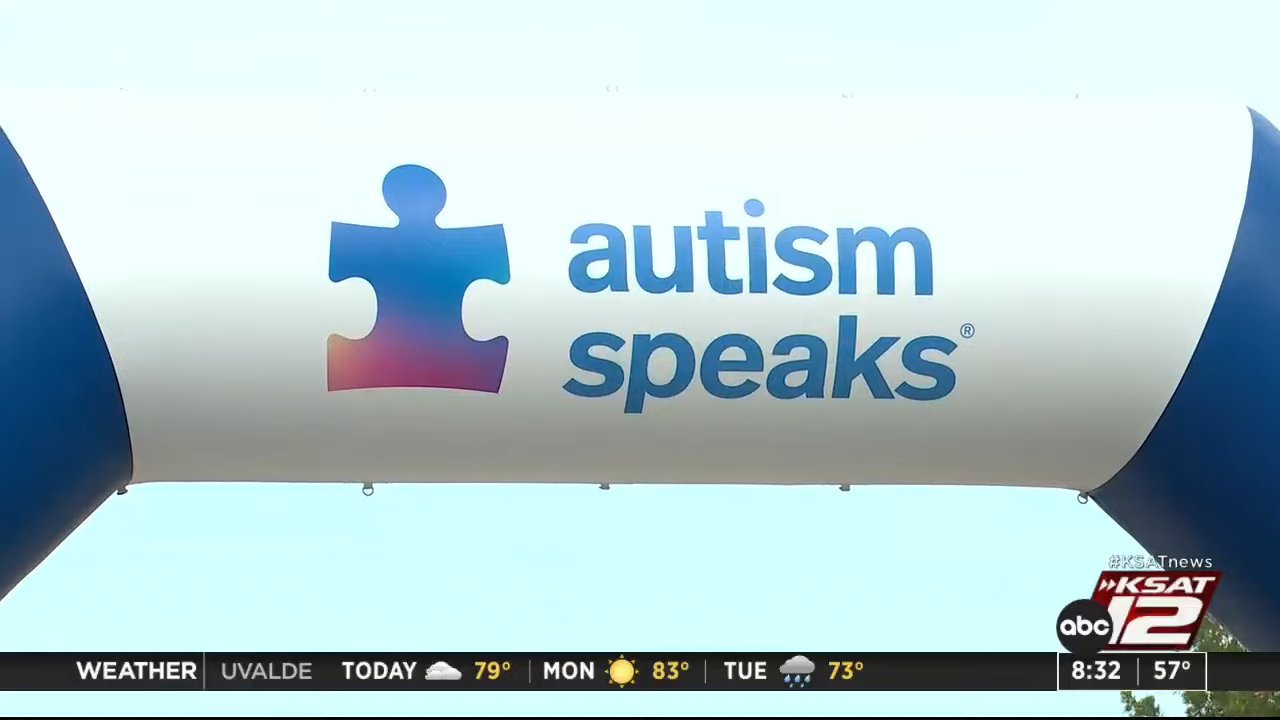 autism
speaks®
#KSATnews
KSAT
abc 12
WEATHER UVALDE TODAY 79° MON 83° TUE 73° 8:32 57°